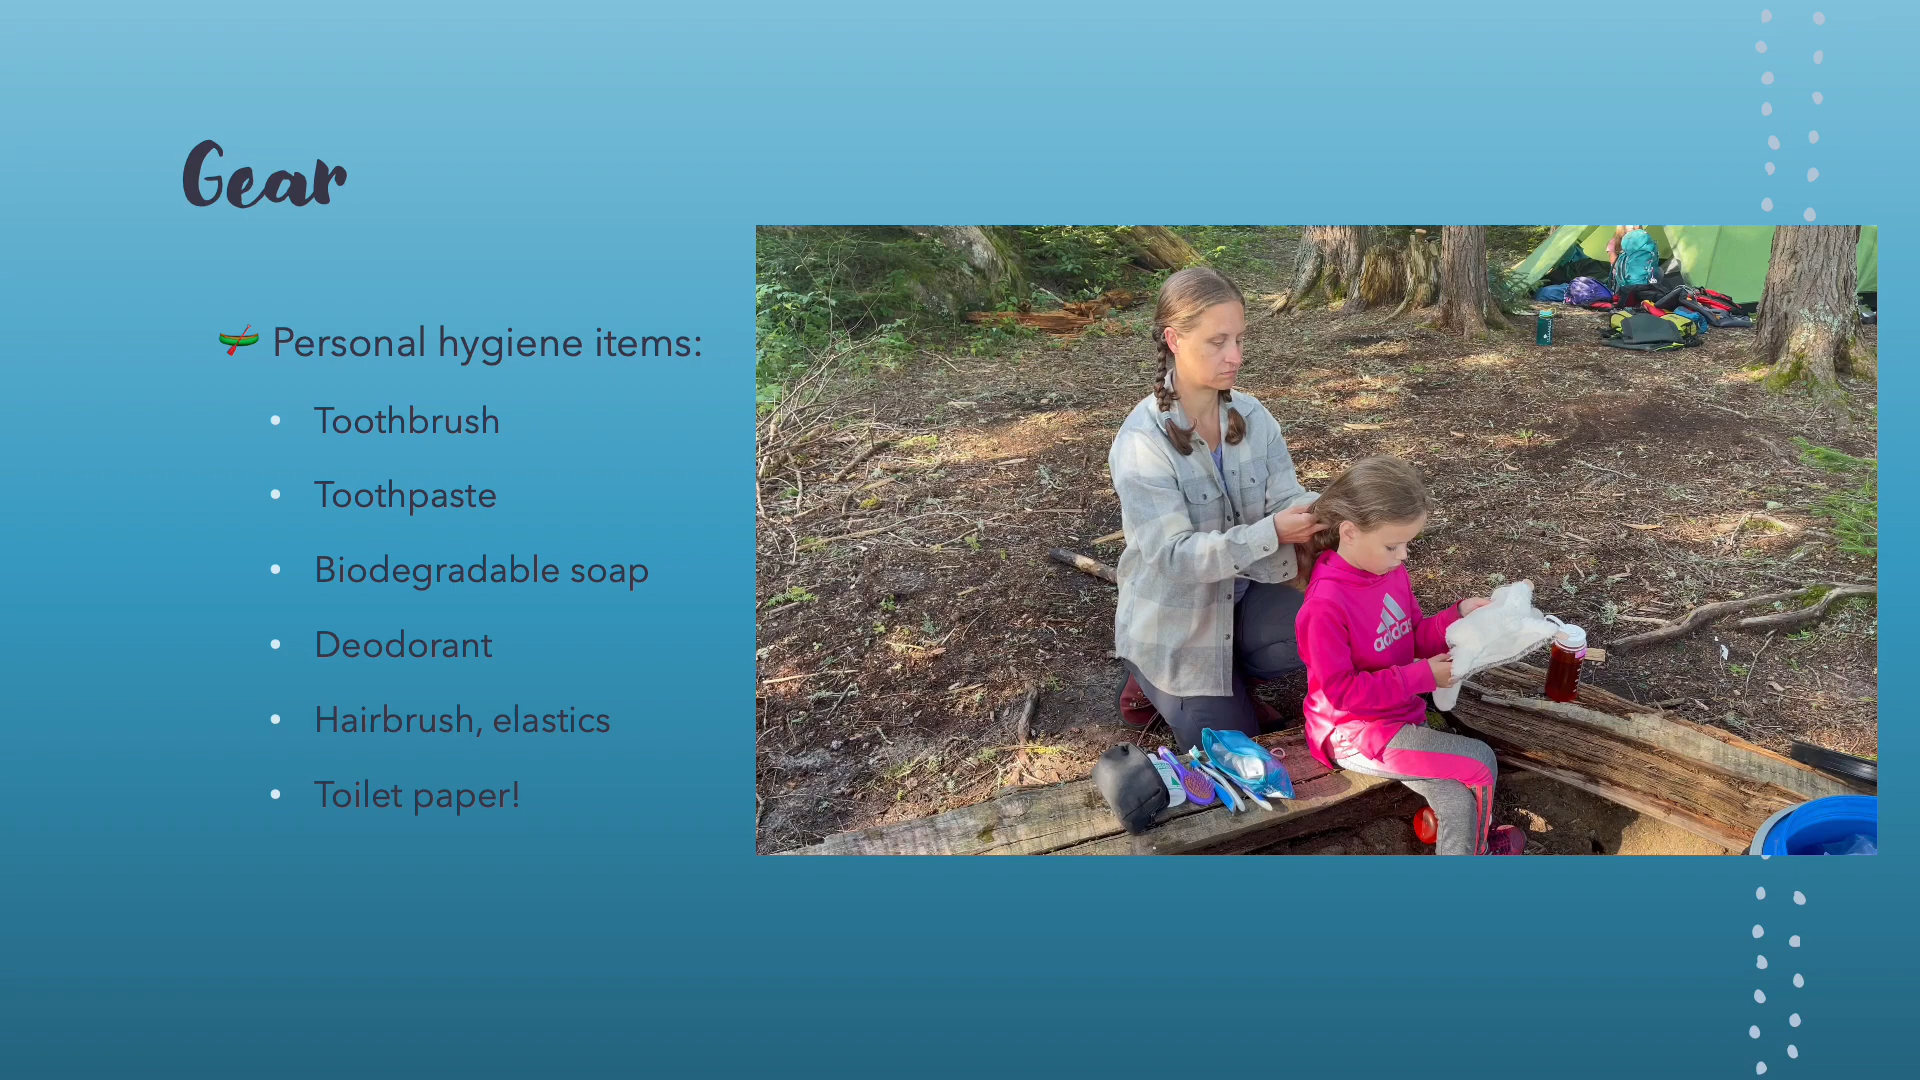 Gear
Personal hygiene items:
• Toothbrush
• Toothpaste
• Biodegradable soap
• Deodorant
• Hairbrush, elastics
• Toilet paper!
adidas